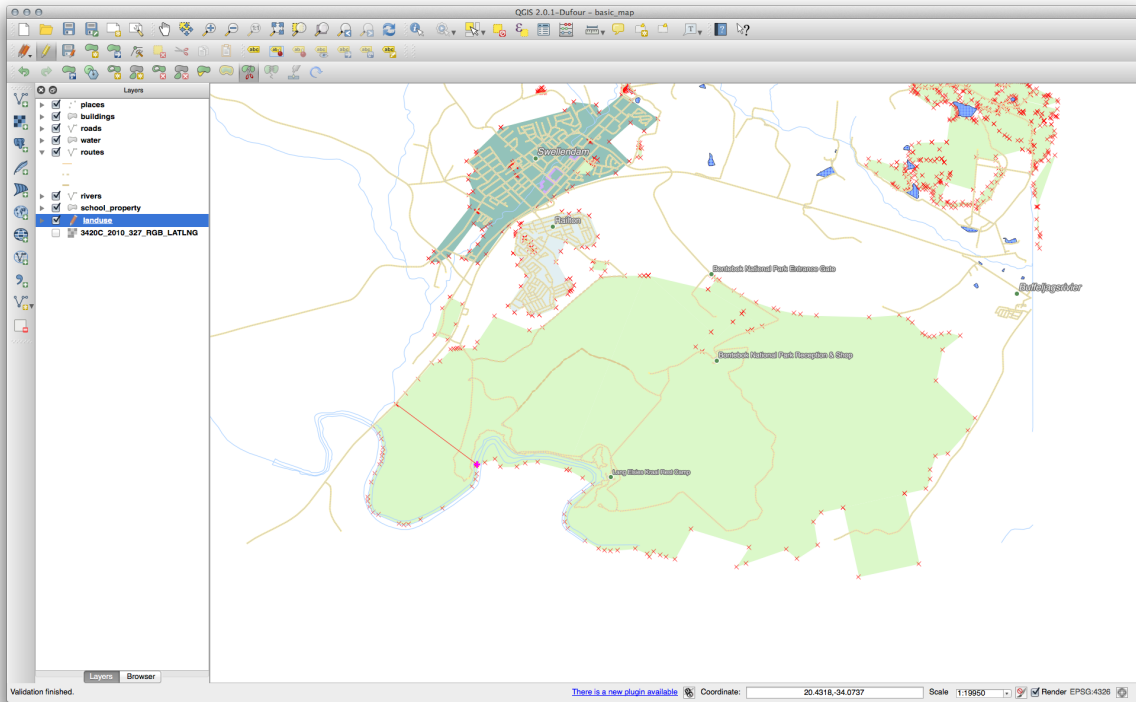 QGIS 2.0.1-Dufour – basic_map
Layers
places
buildings
roads
water
routes
rivers
school_property
landuse
3420C_2010_327_RGB_LATLNG
Swellendam
Railton
Bontebok National Park Entrance Gate
Buffeljagsrivier
Bontebok National Park Reception & Shop
Lang Elsies Kraal Rest Camp
Layers
Browser
Validation finished.
There is a new plugin available
Coordinate:
20.4318,-34.0737
Scale
1:19950
Render
EPSG:4326